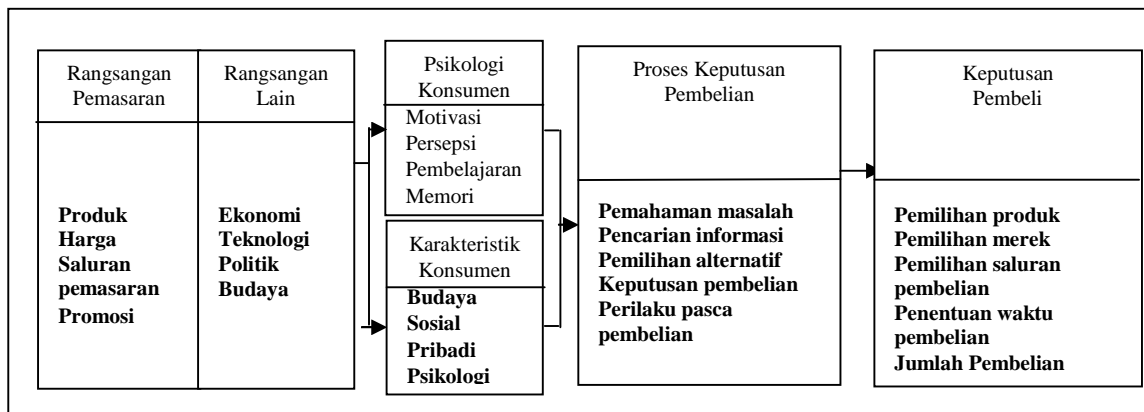 Rangsangan
Pemasaran
Produk
Harga
Saluran
pemasaran
Promosi
Rangsangan
Lain
Ekonomi
Teknologi
Politik
Budaya
Psikologi
Konsumen
Motivasi
Persepsi
Pembelajaran
Memori
Karakteristik
Konsumen
Budaya
Sosial
Pribadi
Psikologi
Proses Keputusan
Pembelian
Pemahaman masalah
Pencarian informasi
Pemilihan alternatif
Keputusan pembelian
Perilaku pasca
pembelian
Keputusan
Pembeli
Pemilihan produk
Pemilihan merek
Pemilihan saluran
pembelian
Penentuan waktu
pembelian
Jumlah Pembelian